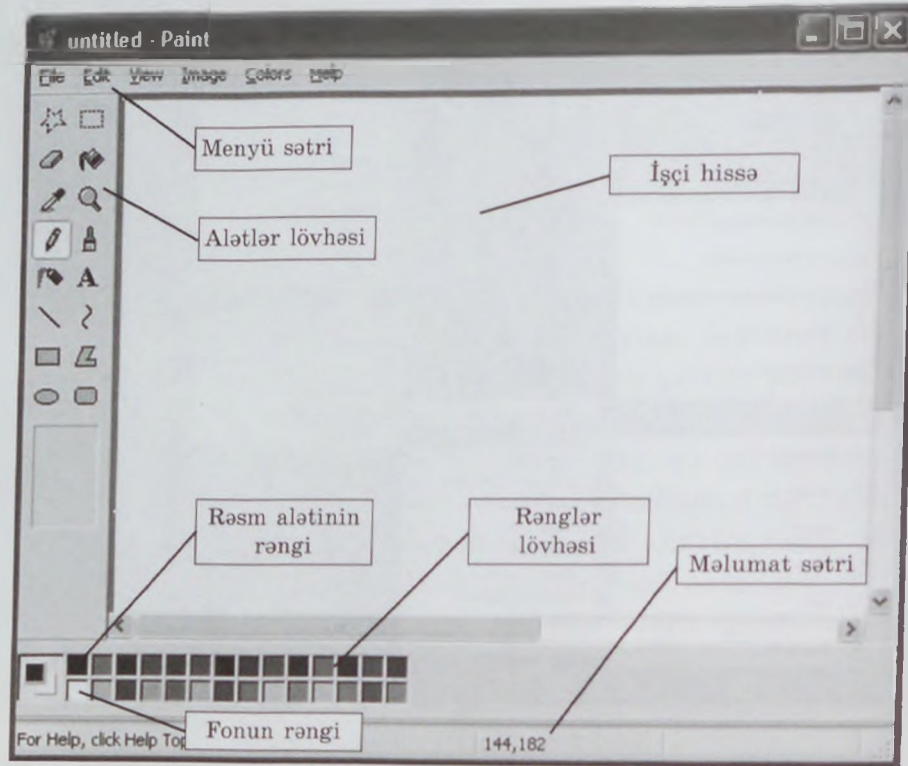 untitled - Paint
File Edit View Image Colors Help
Menyü sətri
İşçi hissə
Alətlər lövhəsi
A
Rəsm alətinin
rəngi
Rənglər
lövhəsi
Məlumat sətri
Fonun rəngi
For Help, click Help Top
144,182